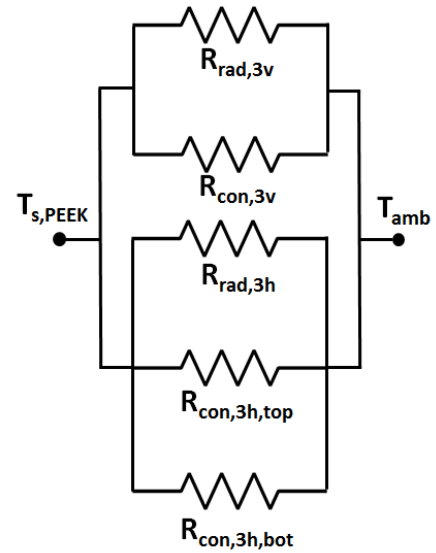 R_rad,3v
R_con,3v
T_s,PEEK
T_amb
R_rad,3h
R_con,3h,top
R_con,3h,bot